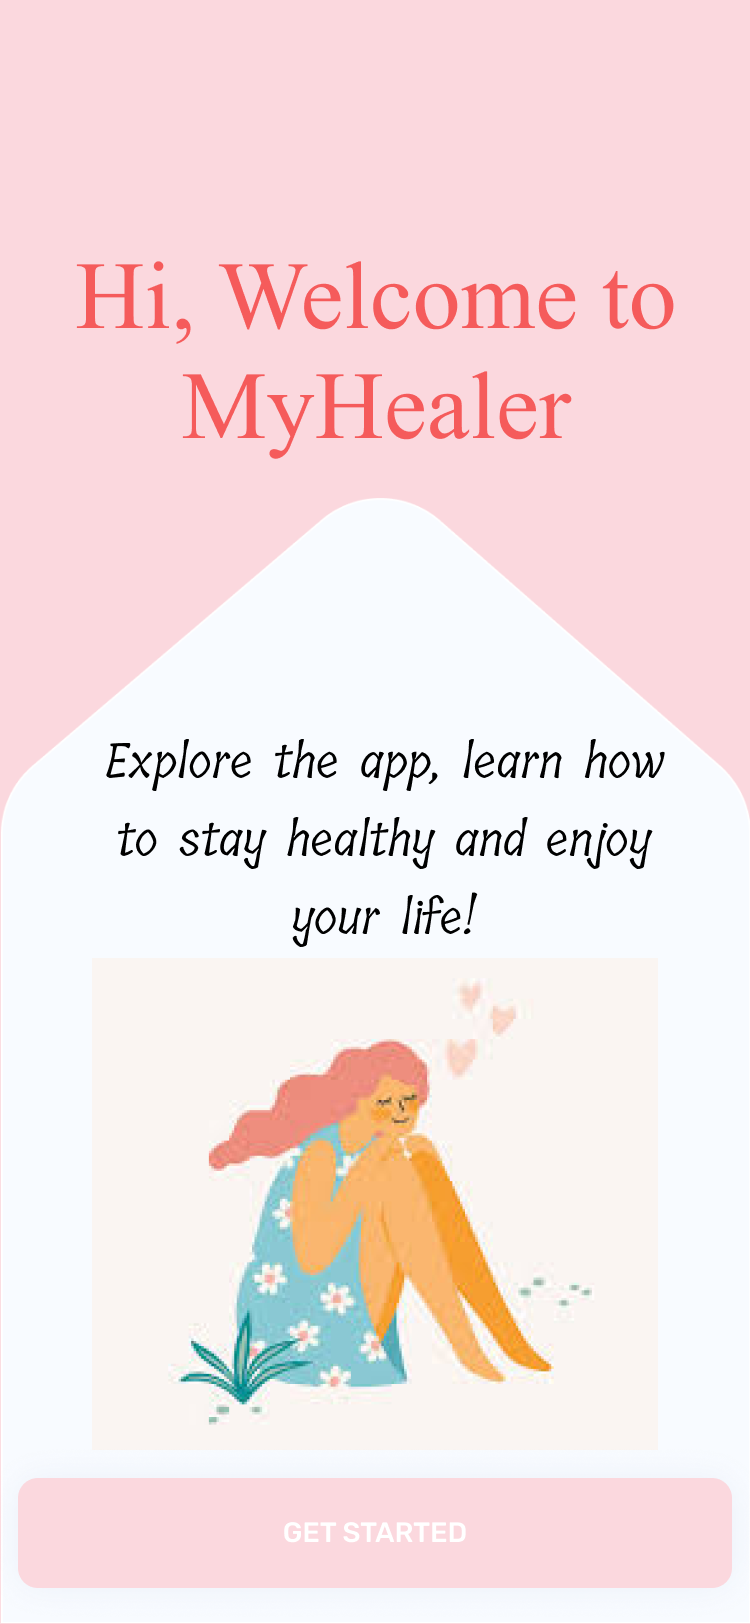 Hi, Welcome to
MyHealer
Explore the app, learn how
to stay healthy and enjoy
your life!
GET STARTED